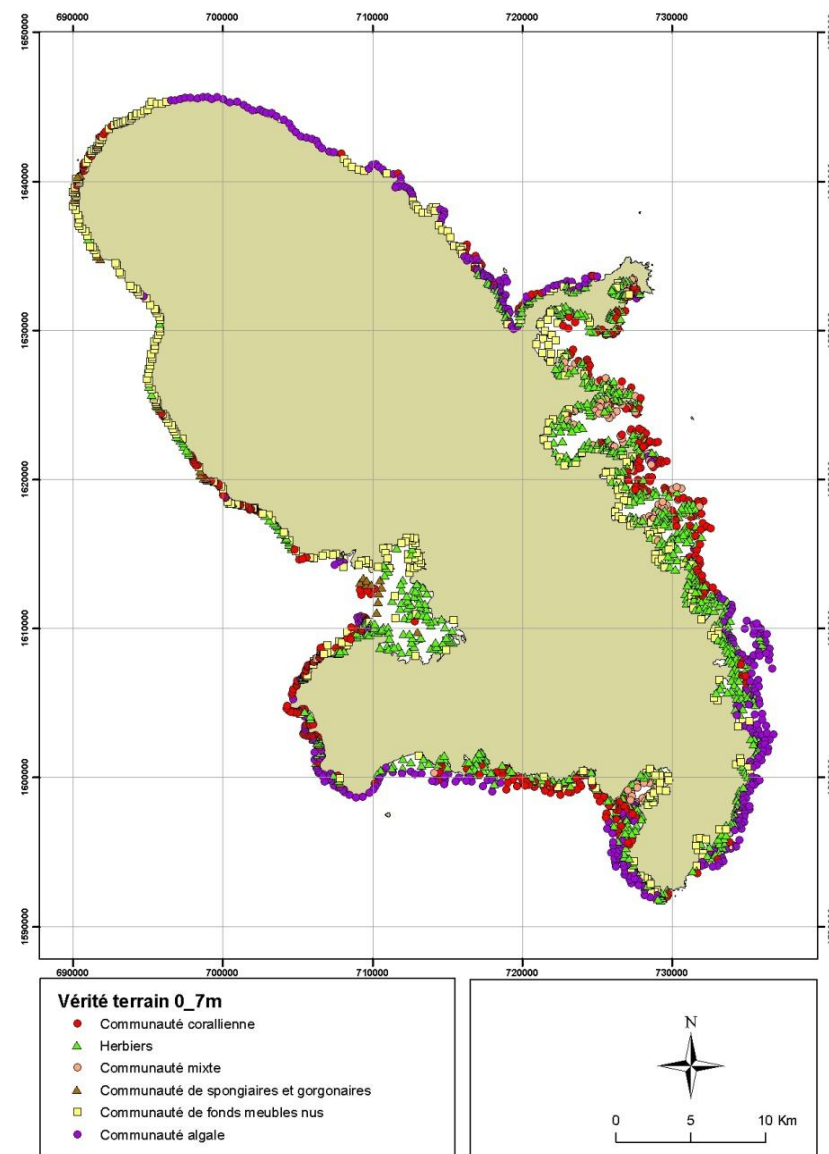 690000 700000 710000 720000 730000
1650000
1640000
1630000
1620000
1610000
1600000
1590000
690000 700000 710000 720000 730000
Vérité terrain 0_7m
Communauté corallienne
Herbiers
Communauté mixte
Communauté de spongiaires et gorgonaires
Communauté de fonds meubles nus
Communauté algale
N
0 5 10 Km